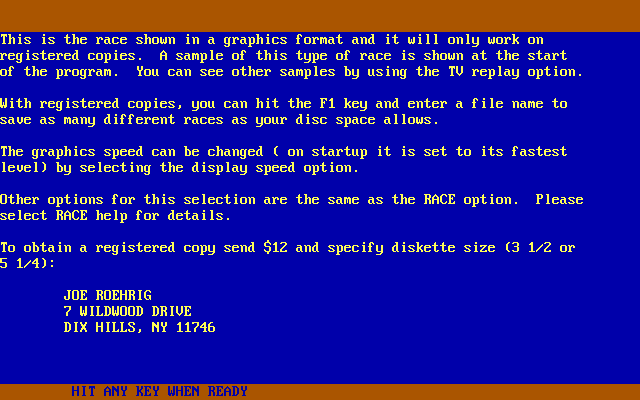 This is the race shown in a graphics format and it will only work on
registered copies.  A sample of this type of race is shown at the start
of the program.  You can see other samples by using the TV replay option.
With registered copies, you can hit the F1 key and enter a file name to
save as many different races as your disc space allows.
The graphics speed can be changed ( on startup it is set to its fastest
level) by selecting the display speed option.
Other options for this selection are the same as the RACE option.  Please
select RACE help for details.
To obtain a registered copy send $12 and specify diskette size (3 1/2 or
5 1/4):
JOE ROEHRIG
7 WILDWOOD DRIVE
DIX HILLS, NY 11746
HIT ANY KEY WHEN READY